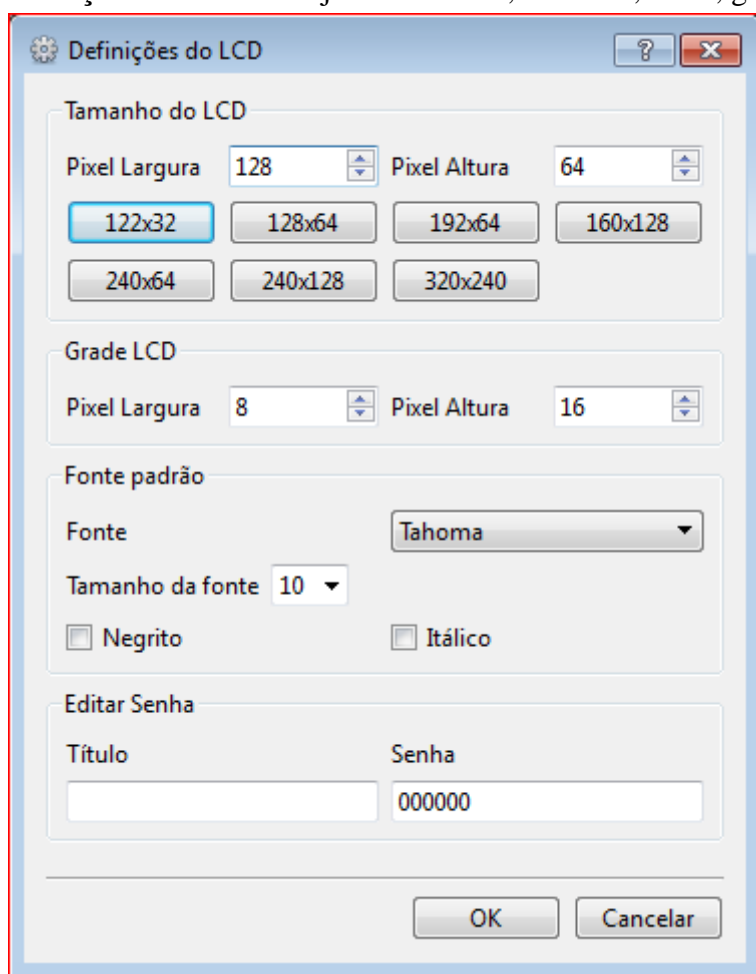 Definições do LCD ?
Tamanho do LCD
Pixel Largura 128 Pixel Altura 64
122x32 128x64 192x64 160x128
240x64 240x128 320x240
Grade LCD
Pixel Largura 8 Pixel Altura 16
Fonte padrão
Fonte Tahoma
Tamanho da fonte 10
Negrito Itálico
Editar Senha
Título Senha
000000
OK Cancelar